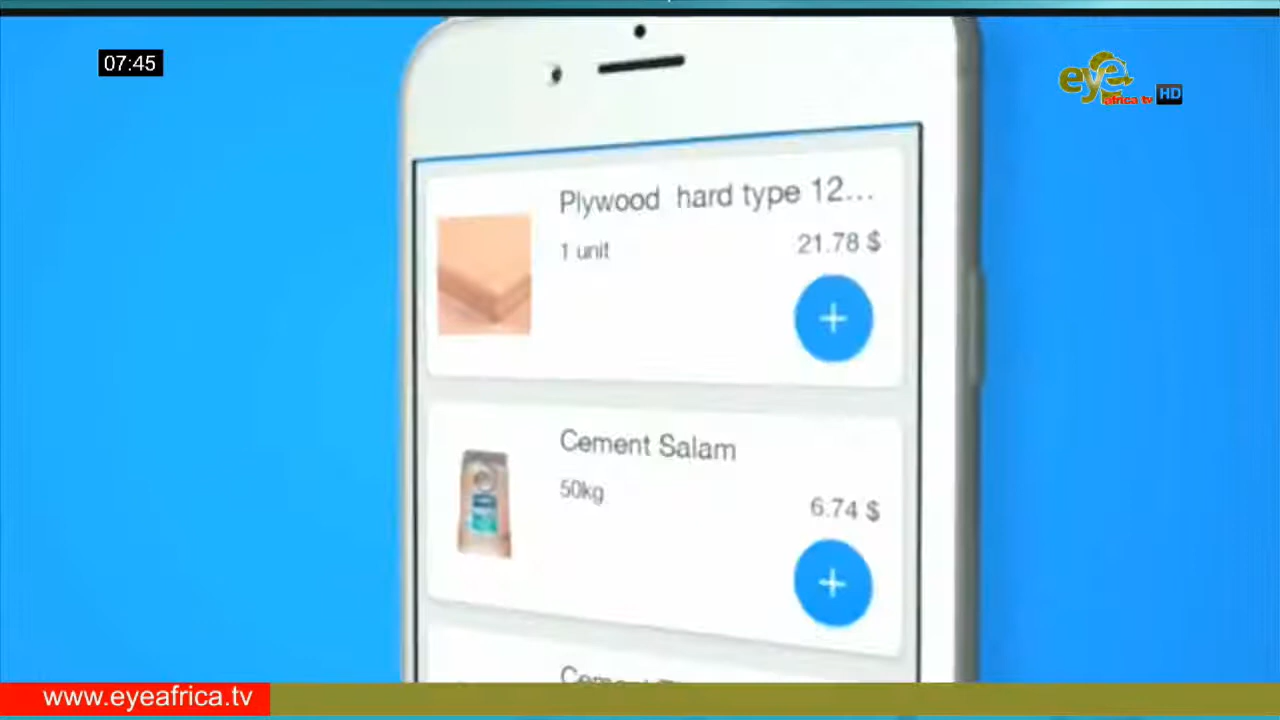 07:45
eye
africa tv HD
Plywood hard type 12...
1 unit
21.78 $
+
Cement Salam
50kg
6.74 $
+
Cement
www.eyeafrica.tv